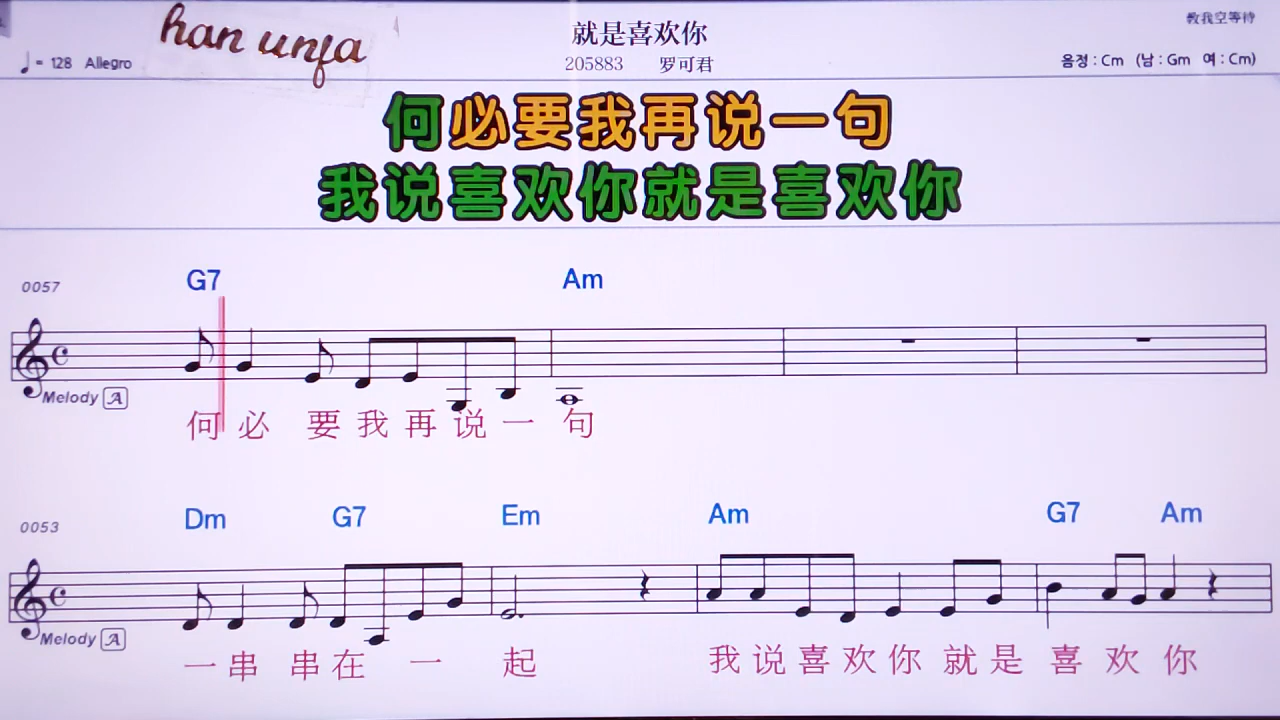 han unfa
就是喜欢你
教我空等待
♩= 128 Allegro
205883 罗可君
음정 : Cm (남 : Gm 여 : Cm)
何必要我再说一句
我说喜欢你就是喜欢你
0057
G7 Am
Melody A
何 必 要 我 再 说 一 句
0053
Dm G7 Em Am G7 Am
Melody A
一 串 串 在 一 起 我 说 喜 欢 你 就 是 喜 欢 你